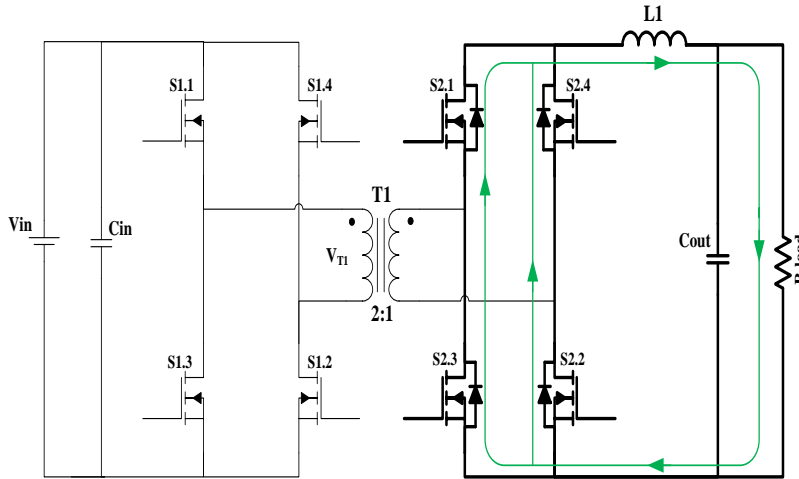 L1
S1.1
S1.4
S2.1
S2.4
T1
Vin
Cin
VT1
Cout
2:1
S1.3
S1.2
S2.3
S2.2